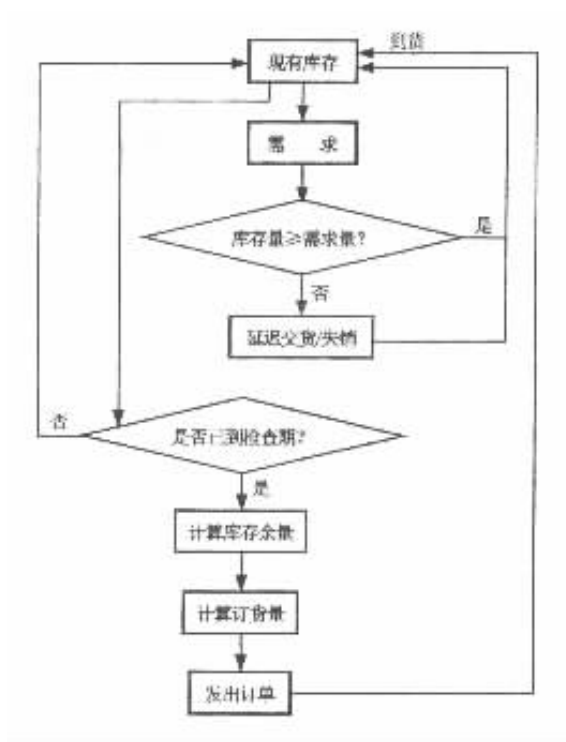 到货
现有库存
需 求
库存量≥需求量?
是
否
延迟交货/失销
否
是否已到检查期?
是
计算库存余量
计算订货量
发出订单